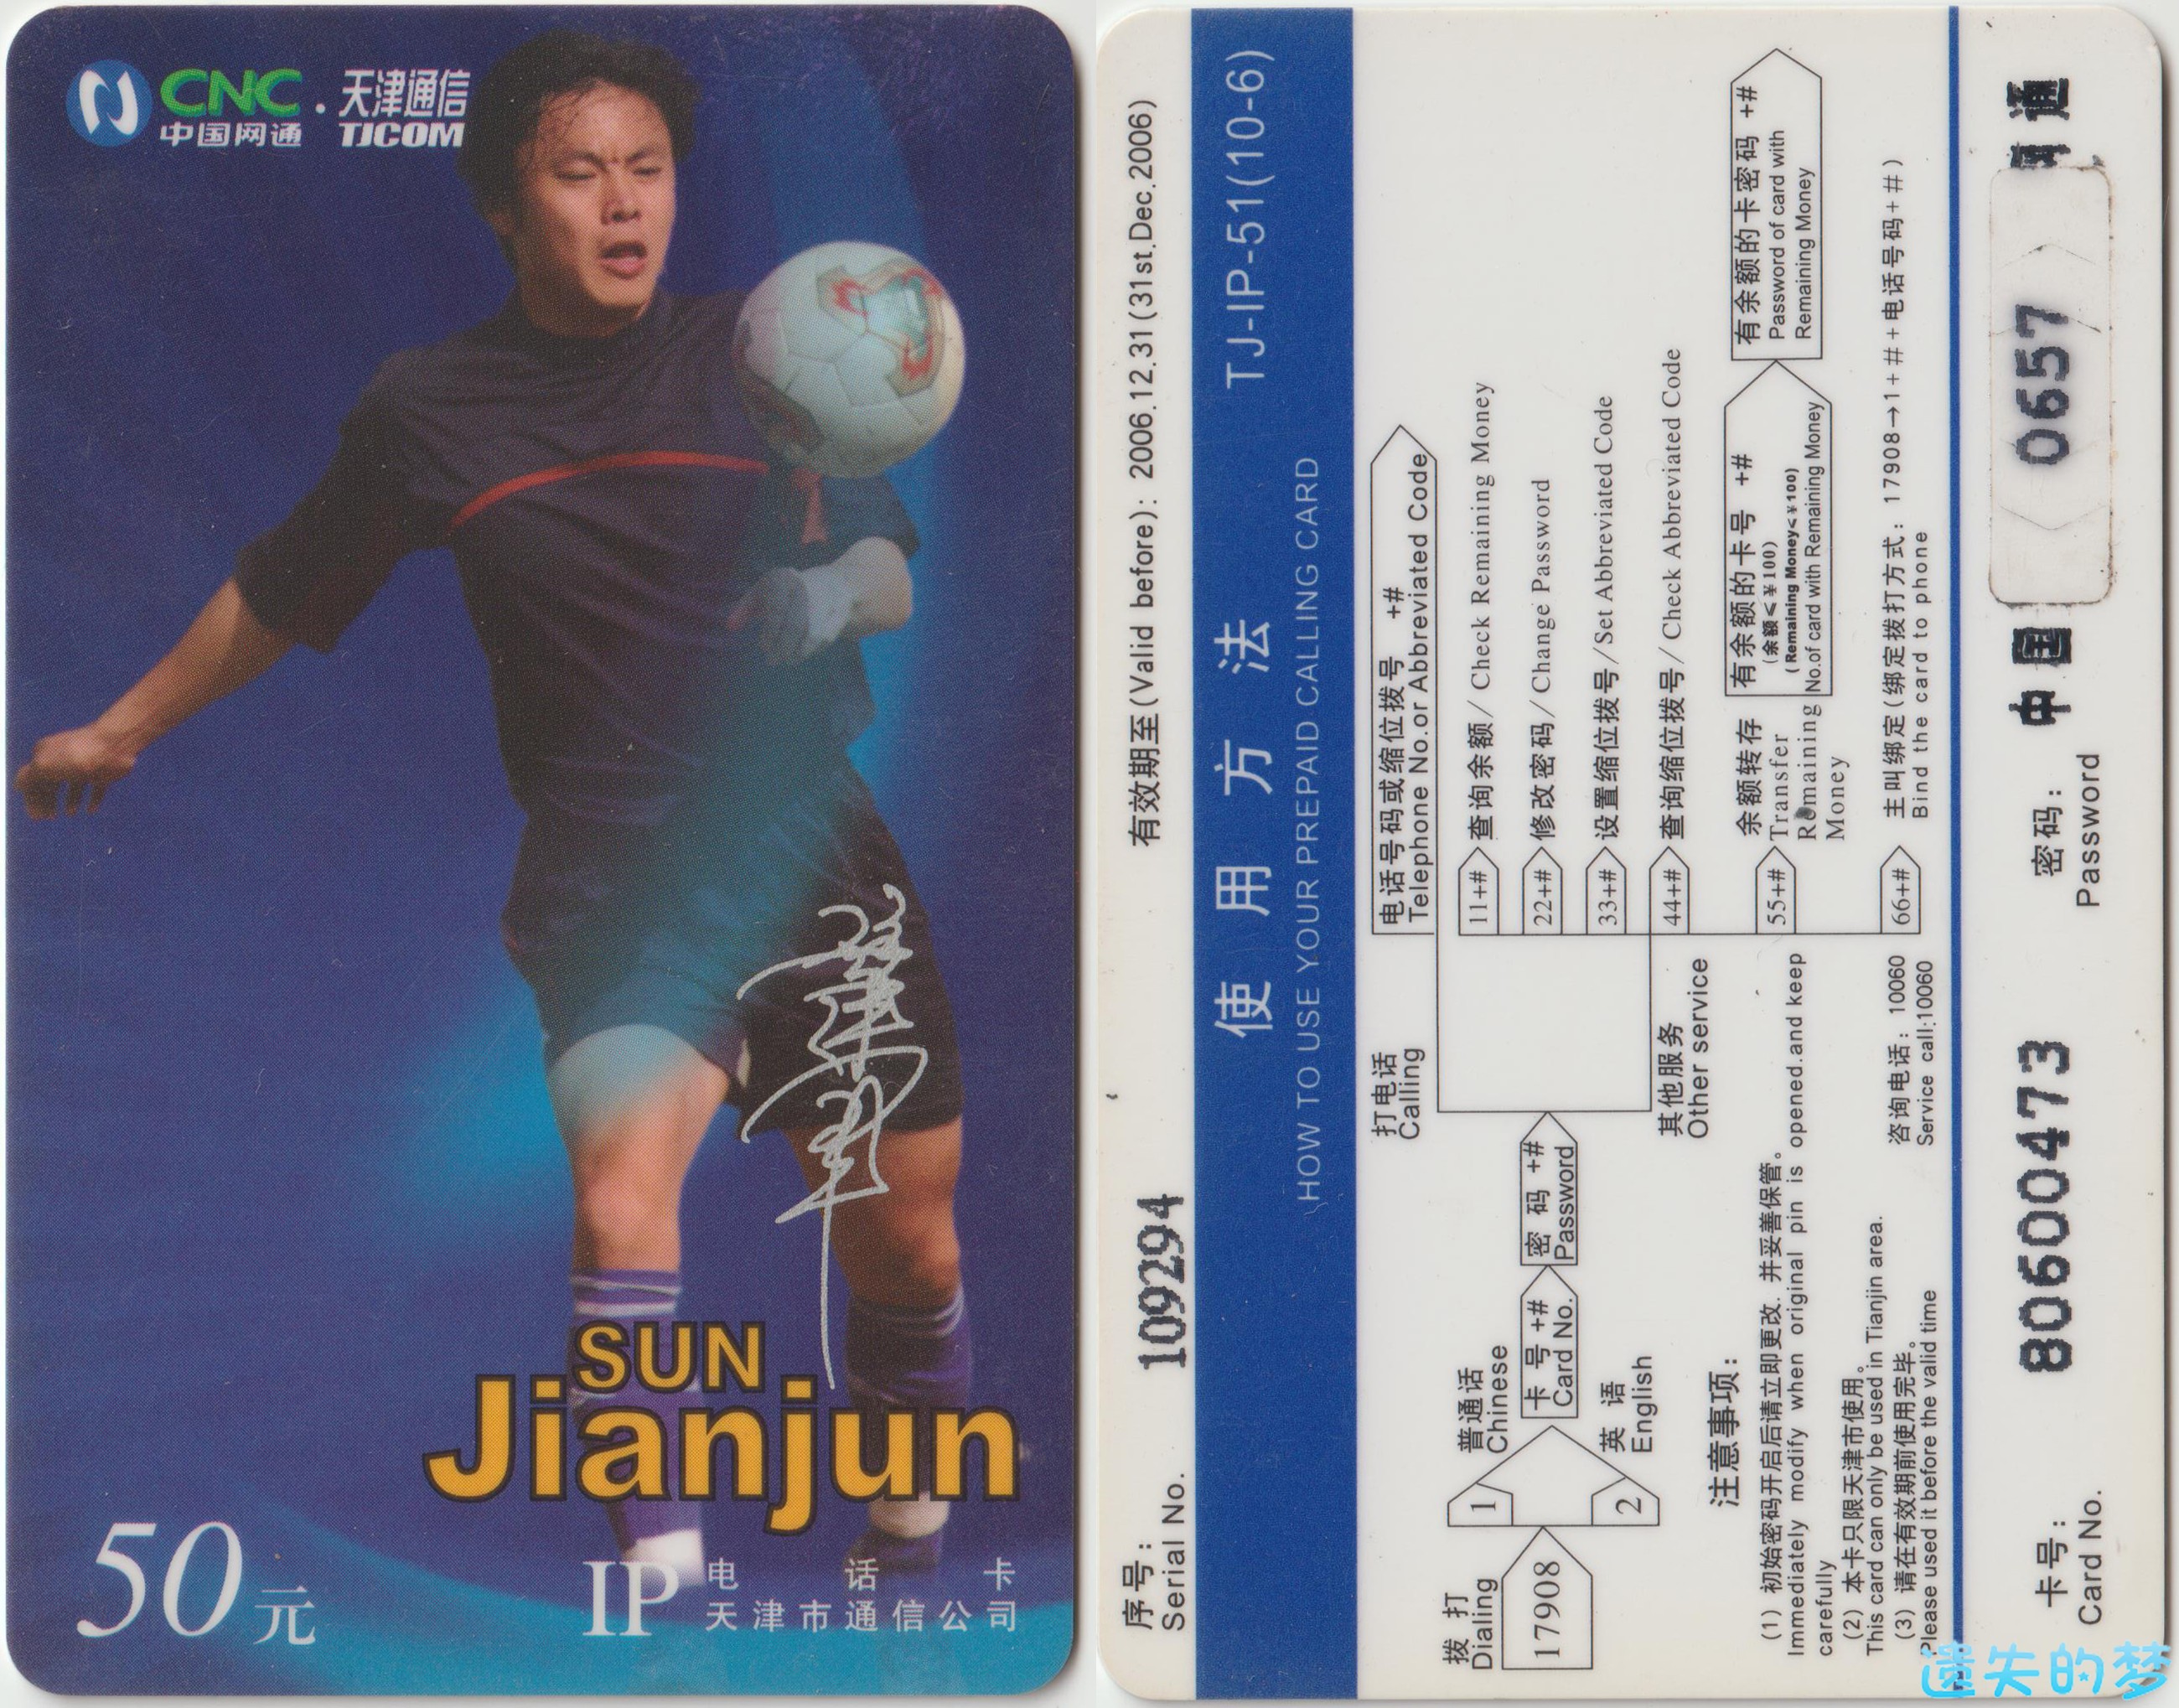 CNC · 天津通信
中国网通 TJCOM
SUN
Jianjun
50元
IP 电话卡
天津市通信公司
序号：
Serial No. 109294
有效期至(Valid before)：2006.12.31(31st.Dec.2006)
使用方法 TJ-IP-51(10-6)
HOW TO USE YOUR PREPAID CALLING CARD
拨打
Dialing
17908
1
普通话
Chinese
2
英语
English
卡号 +#
Card No.
密码 +#
Password
打电话
Calling
电话号码或缩位拨号 +#
Telephone No.or Abbreviated Code
其他服务
Other service
11+# 查询余额/ Check Remaining Money
22+# 修改密码/ Change Password
33+# 设置缩位拨号/Set Abbreviated Code
44+# 查询缩位拨号/ Check Abbreviated Code
55+# 余额转存
Transfer
Remaining
Money
有余额的卡号 +#
(余额≤￥100)
(Remaining Money≤￥100)
No.of card with Remaining Money
有余额的卡密码 +#
Password of card with
Remaining Money
66+# 主叫绑定(绑定拨打方式：17908→1+#+电话号码+#)
Bind the card to phone
注意事项：
(1) 初始密码开启后请立即更改. 并妥善保管。
Immediately modify when original pin is opened.and keep
carefully
(2) 本卡只限天津市使用。
This card can only be used in Tianjin area.
(3) 请在有效期前使用完毕。
Please used it before the valid time
咨询电话：10060
Service call:10060
卡号：
Card No. 80600473
密码：
Password
中国 0657 网通
迷失的梦